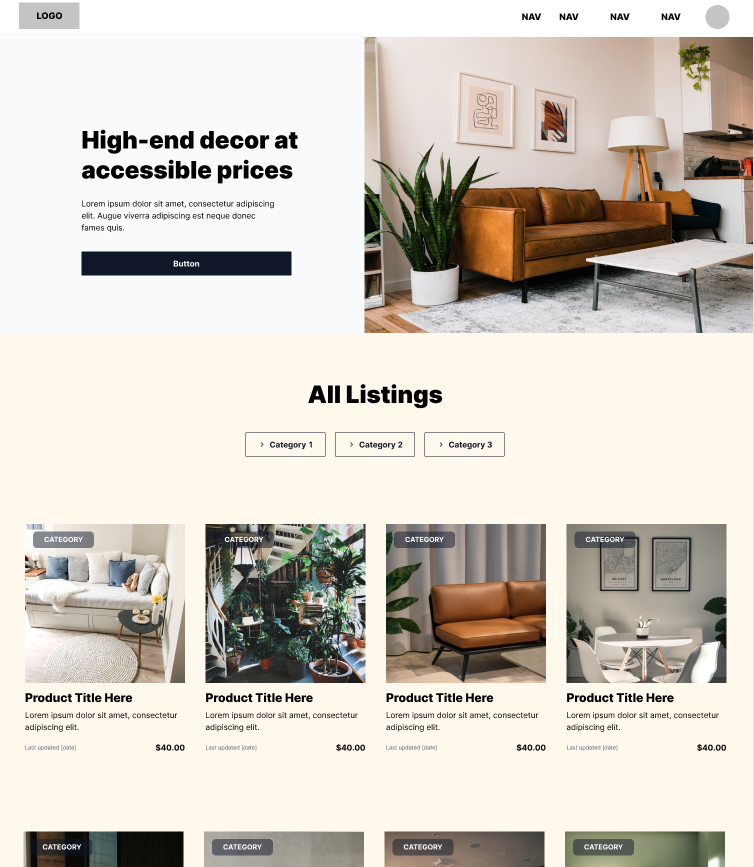 LOGO
NAV
NAV
NAV
NAV
High-end decor at
accessible prices
Lorem ipsum dolor sit amet, consectetur adipiscing
elit. Augue viverra adipiscing est neque donec
fames quis.
Button
All Listings
Category 1
Category 2
Category 3
CATEGORY
CATEGORY
CATEGORY
CATEGORY
Product Title Here
Lorem ipsum dolor sit amet, consectetur
adipiscing elit.
Last updated [date]
$40.00
Product Title Here
Lorem ipsum dolor sit amet, consectetur
adipiscing elit.
Last updated [date]
$40.00
Product Title Here
Lorem ipsum dolor sit amet, consectetur
adipiscing elit.
Last updated [date]
$40.00
Product Title Here
Lorem ipsum dolor sit amet, consectetur
adipiscing elit.
Last updated [date]
$40.00
CATEGORY
CATEGORY
CATEGORY
CATEGORY